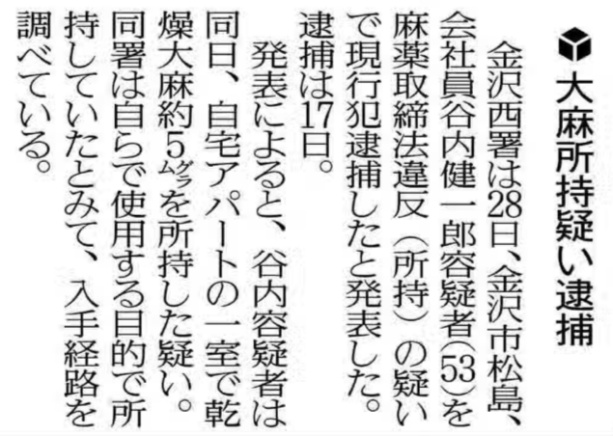 大麻所持疑い逮捕
金沢西署は28日、金沢市松島、
会社員谷内健一郎容疑者(53)を
麻薬取締法違反(所持)の疑い
で現行犯逮捕したと発表した。
逮捕は17日。
発表によると、谷内容疑者は
同日、自宅アパートの一室で乾
燥大麻約5グラムを所持した疑い。
同署は自らで使用する目的で所
持していたとみて、入手経路を
調べている。